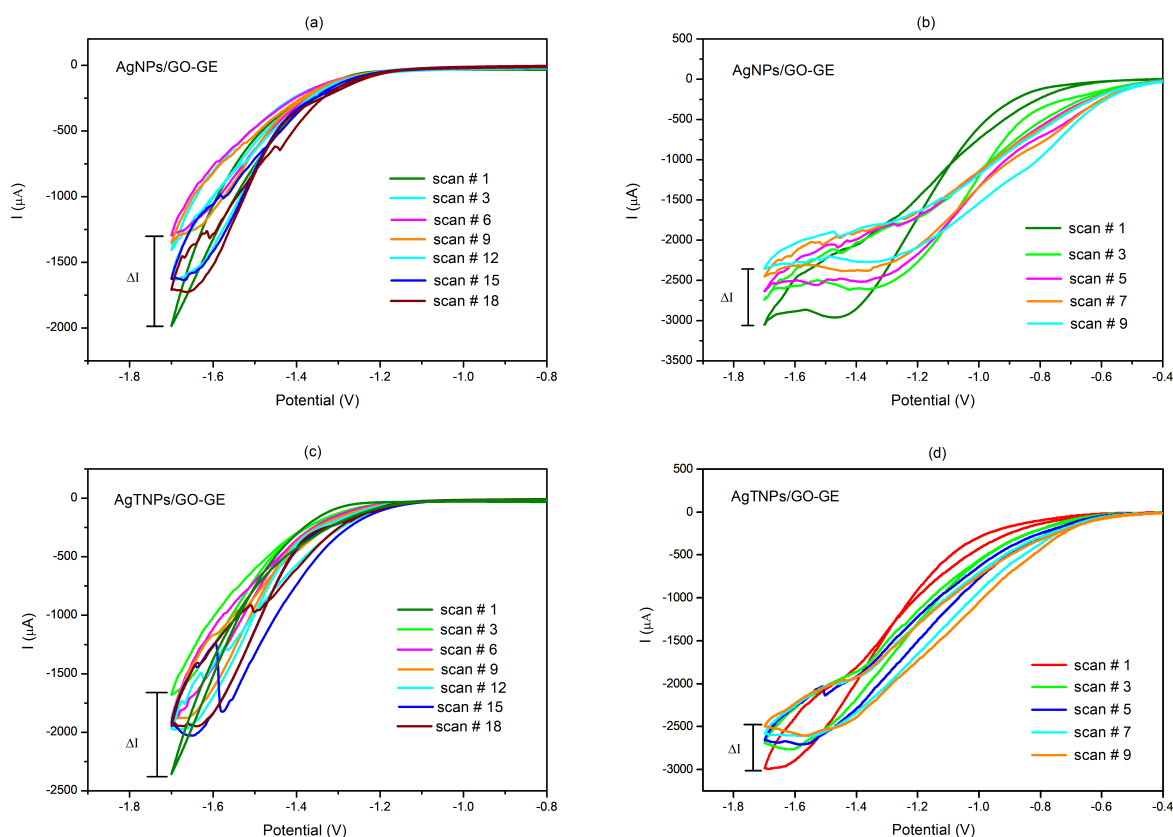 (a)
AgNPs/GO-GE
0
-500
-1000
-1500
-2000
I (μA)
ΔI
scan # 1
scan # 3
scan # 6
scan # 9
scan # 12
scan # 15
scan # 18
-1.8 -1.6 -1.4 -1.2 -1.0 -0.8
Potential (V)
(b)
AgNPs/GO-GE
500
0
-500
-1000
-1500
-2000
-2500
-3000
-3500
I (μA)
ΔI
scan # 1
scan # 3
scan # 5
scan # 7
scan # 9
-1.8 -1.6 -1.4 -1.2 -1.0 -0.8 -0.6 -0.4
Potential (V)
(c)
AgTNPs/GO-GE
0
-500
-1000
-1500
-2000
-2500
I (μA)
ΔI
scan # 1
scan # 3
scan # 6
scan # 9
scan # 12
scan # 15
scan # 18
-1.8 -1.6 -1.4 -1.2 -1.0 -0.8
Potential (V)
(d)
AgTNPs/GO-GE
500
0
-500
-1000
-1500
-2000
-2500
-3000
I (μA)
ΔI
scan # 1
scan # 3
scan # 5
scan # 7
scan # 9
-1.8 -1.6 -1.4 -1.2 -1.0 -0.8 -0.6 -0.4
Potential (V)